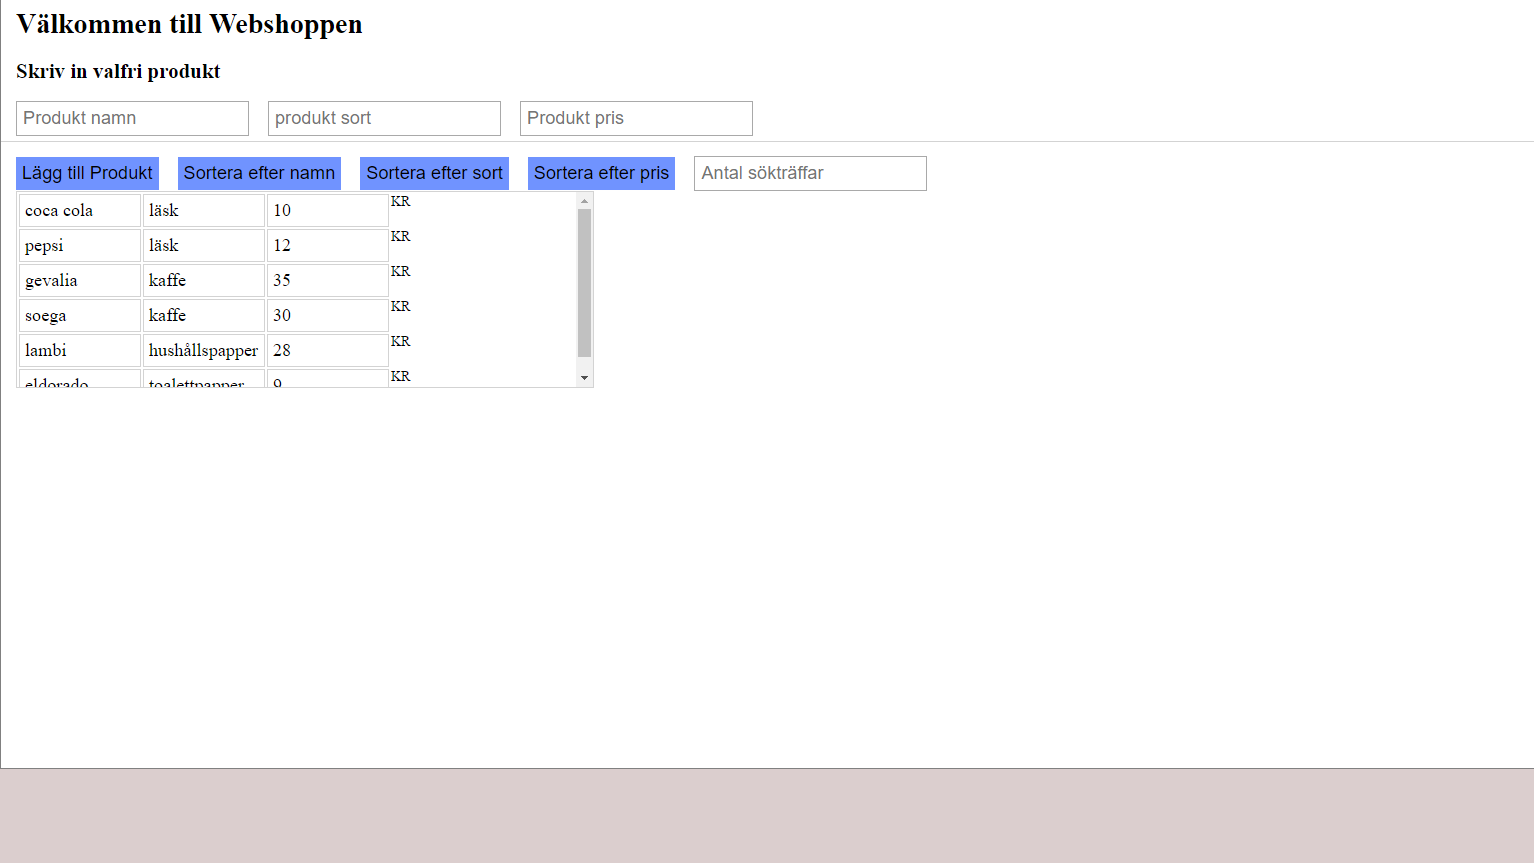 Välkommen till Webshoppen
Skriv in valfri produkt
Produkt namn produkt sort Produkt pris
Lägg till Produkt Sortera efter namn Sortera efter sort Sortera efter pris Antal sökträffar
coca cola läsk 10 KR
pepsi läsk 12 KR
gevalia kaffe 35 KR
soega kaffe 30 KR
lambi hushållspapper 28 KR
eldorado toalettpapper 9 KR